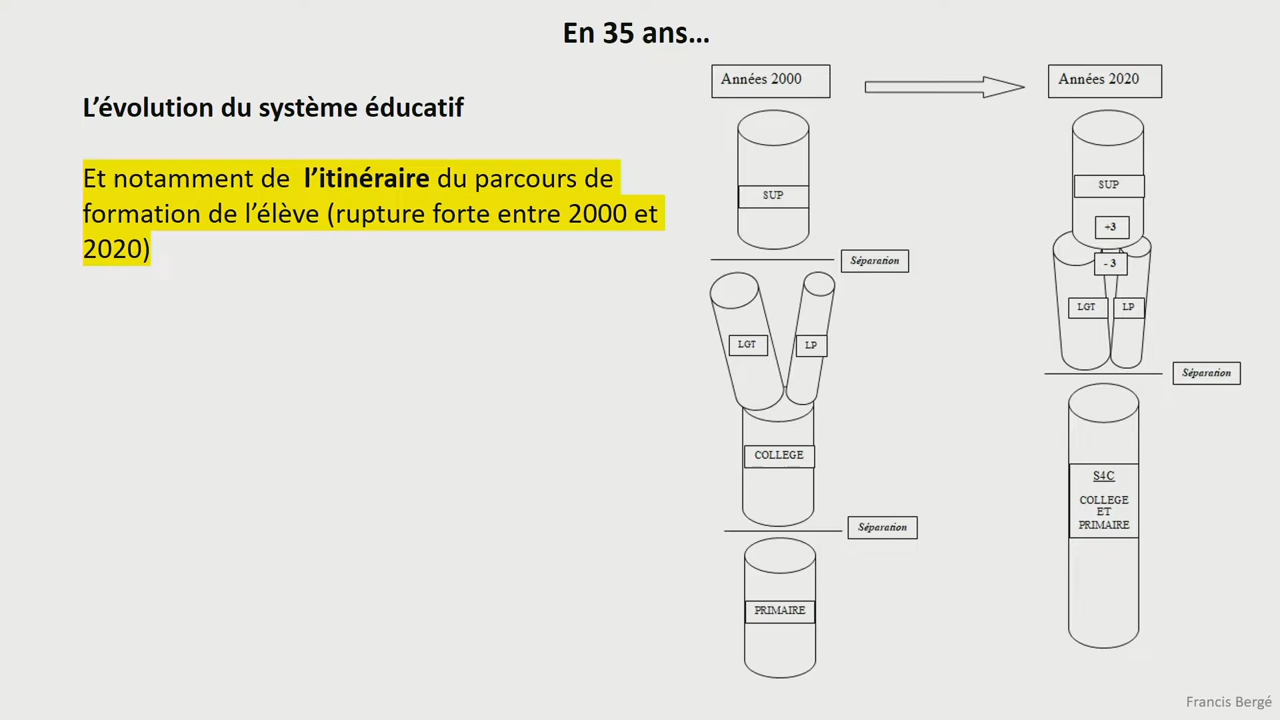 En 35 ans…
L’évolution du système éducatif
Et notamment de l’itinéraire du parcours de
formation de l’élève (rupture forte entre 2000 et
2020)
Années 2000
SUP
Séparation
LGT
LP
COLLEGE
Séparation
PRIMAIRE
Années 2020
SUP
+3
- 3
LGT
LP
Séparation
S4C
COLLEGE
ET
PRIMAIRE
Francis Bergé